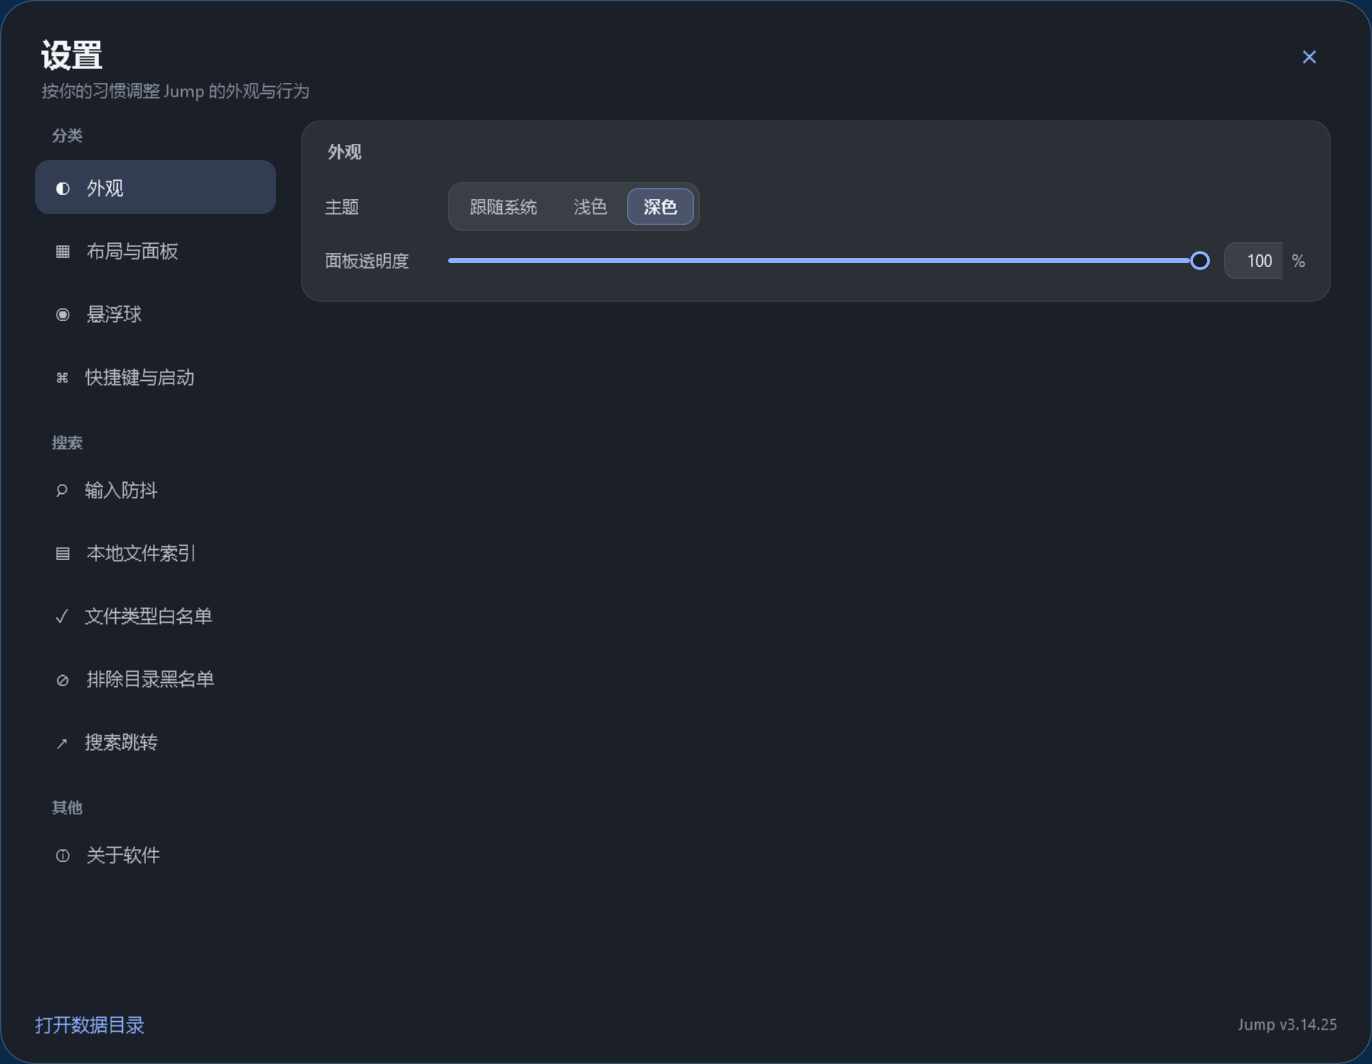 设置
按你的习惯调整 Jump 的外观与行为
分类
外观
布局与面板
悬浮球
快捷键与启动
搜索
输入防抖
本地文件索引
文件类型白名单
排除目录黑名单
搜索跳转
其他
关于软件
打开数据目录
外观
主题 跟随系统 浅色 深色
面板透明度 100 %
Jump v3.14.25